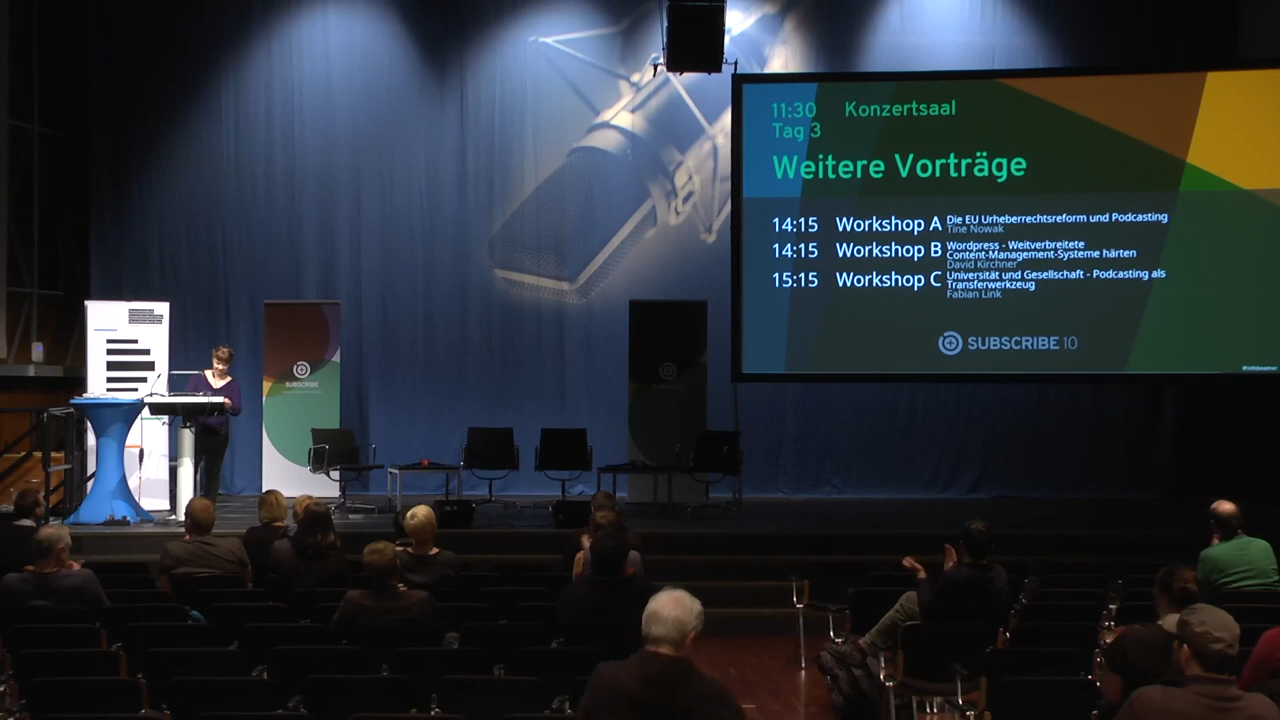 11:30 Konzertsaal
Tag 3
Weitere Vorträge
14:15 Workshop A Die EU Urheberrechtsreform und Podcasting
Tine Nowak
14:15 Workshop B Wordpress - Weitverbreitete
Content-Management-Systeme härten
David Kirchner
15:15 Workshop C Universität und Gesellschaft - Podcasting als
Transferwerkzeug
Fabian Link
SUBSCRIBE 10
SUBSCRIBE